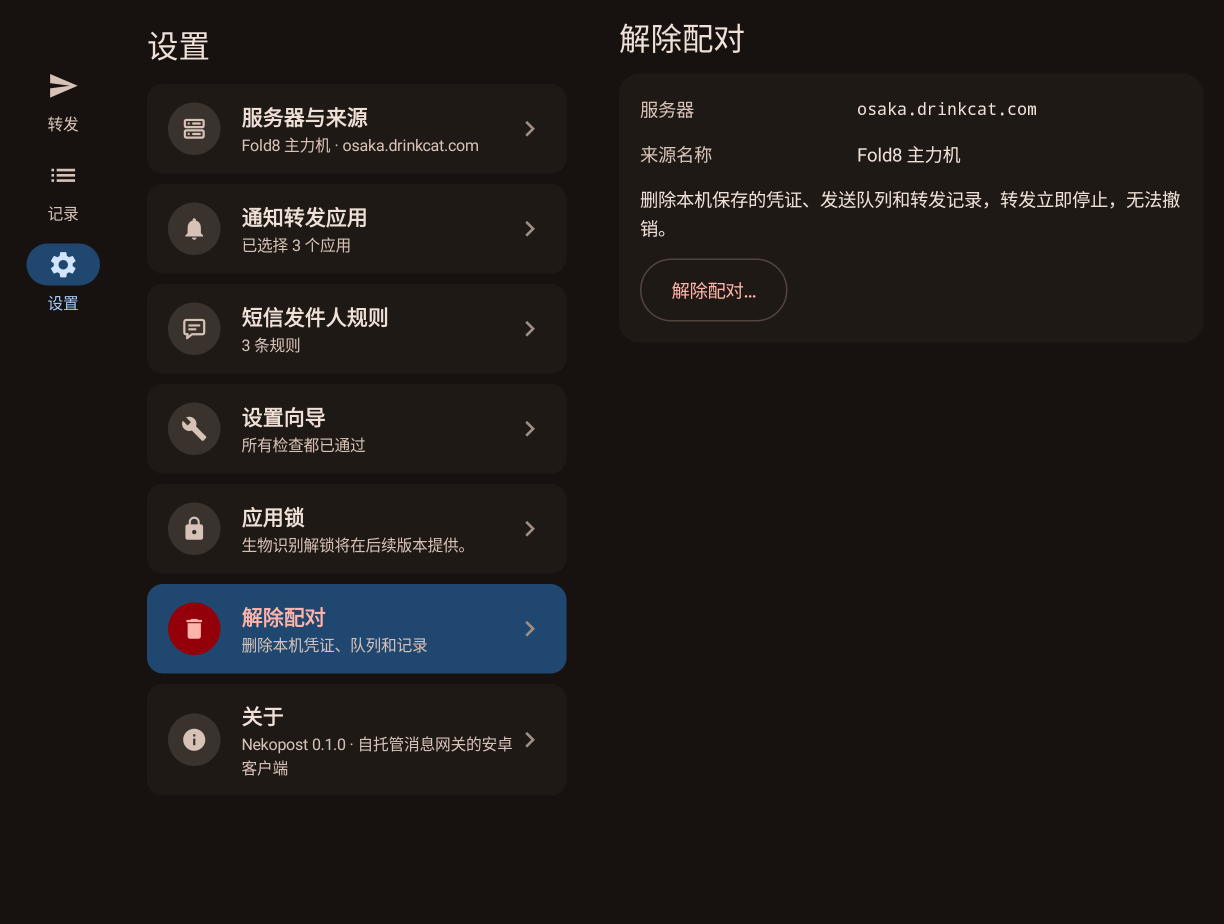 转发
记录
设置
设置
服务器与来源
Fold8 主力机 · osaka.drinkcat.com
通知转发应用
已选择 3 个应用
短信发件人规则
3 条规则
设置向导
所有检查都已通过
应用锁
生物识别解锁将在后续版本提供。
解除配对
删除本机凭证、队列和记录
关于
Nekopost 0.1.0 · 自托管消息网关的安卓
客户端
解除配对
服务器 osaka.drinkcat.com
来源名称 Fold8 主力机
删除本机保存的凭证、发送队列和转发记录，转发立即停止，无法撤
销。
解除配对…